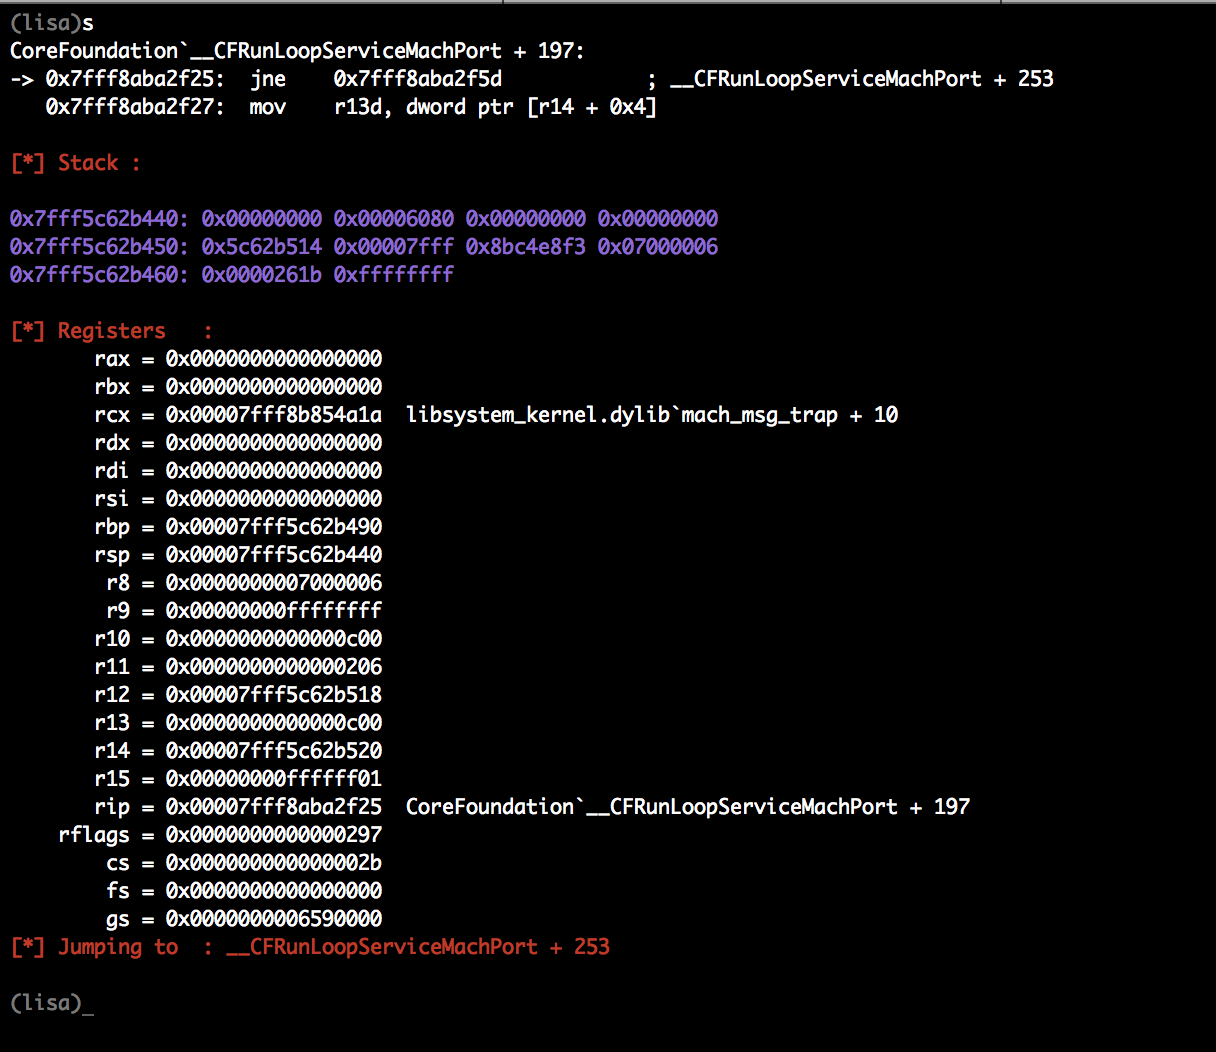 (lisa)s
CoreFoundation`__CFRunLoopServiceMachPort + 197:
-> 0x7fff8aba2f25:  jne    0x7fff8aba2f5d            ; __CFRunLoopServiceMachPort + 253
   0x7fff8aba2f27:  mov    r13d, dword ptr [r14 + 0x4]
[*] Stack :
0x7fff5c62b440: 0x00000000 0x00006080 0x00000000 0x00000000
0x7fff5c62b450: 0x5c62b514 0x00007fff 0x8bc4e8f3 0x07000006
0x7fff5c62b460: 0x0000261b 0xffffffff
[*] Registers   :
rax = 0x0000000000000000
rbx = 0x0000000000000000
rcx = 0x00007fff8b854a1a  libsystem_kernel.dylib`mach_msg_trap + 10
rdx = 0x0000000000000000
rdi = 0x0000000000000000
rsi = 0x0000000000000000
rbp = 0x00007fff5c62b490
rsp = 0x00007fff5c62b440
r8 = 0x0000000007000006
r9 = 0x00000000ffffffff
r10 = 0x0000000000000c00
r11 = 0x0000000000000206
r12 = 0x00007fff5c62b518
r13 = 0x0000000000000c00
r14 = 0x00007fff5c62b520
r15 = 0x00000000ffffff01
rip = 0x00007fff8aba2f25  CoreFoundation`__CFRunLoopServiceMachPort + 197
rflags = 0x0000000000000297
cs = 0x000000000000002b
fs = 0x0000000000000000
gs = 0x0000000006590000
[*] Jumping to  : __CFRunLoopServiceMachPort + 253
(lisa)_